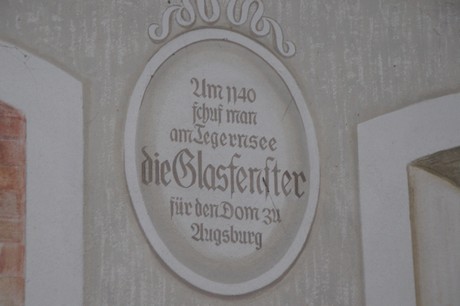 Um 1140
schuf man
am Tegernsee
die Glasfenster
für den Dom zu
Augsburg